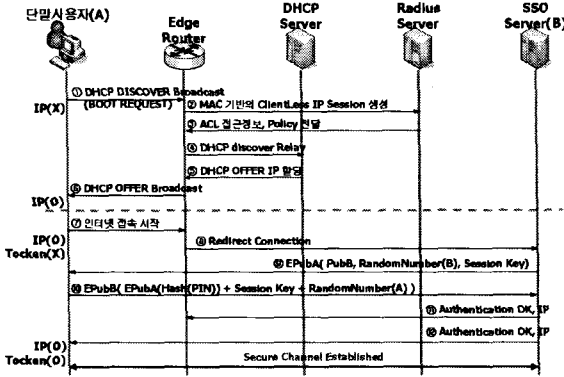 단말사용자(A)
Edge
Router
DHCP
Server
Radius
Server
SSO
Server(B)
① DHCP DISCOVER Broadcast
(BOOT REQUEST)
IP(X)
② MAC 기반의 ClientLess IP Session 생성
③ ACL 접근정보, Policy 전달
④ DHCP discover Relay
⑤ DHCP OFFER IP 할당
⑥ DHCP OFFER Broadcast
IP(O)
⑦ 인터넷 접속 시작
IP(O)
Tocken(X)
⑧ Redirect Connection
EPubA( PubB, RandomNumber(B), Session Key)
⑩ EPubB( EPubA(Hash(PIN)) + Session Key + RandomNumber(A) )
⑪ Authentication OK, IP
⑫ Authentication OK, IP
IP(O)
Tocken(O)
Secure Channel Established